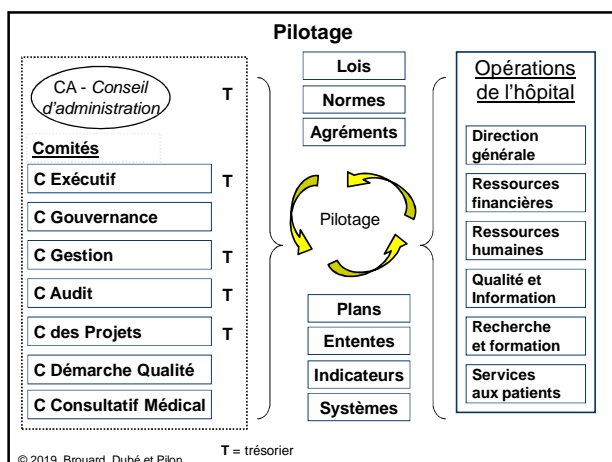 Pilotage
CA - Conseil
d'administration
T
Comités
C Exécutif
T
C Gouvernance
C Gestion
T
C Audit
T
C des Projets
T
C Démarche Qualité
C Consultatif Médical
Lois
Normes
Agréments
Pilotage
Plans
Ententes
Indicateurs
Systèmes
Opérations
de l'hôpital
Direction
générale
Ressources
financières
Ressources
humaines
Qualité et
Information
Recherche
et formation
Services
aux patients
T = trésorier
© 2019, Brouard, Dubé et Pilon